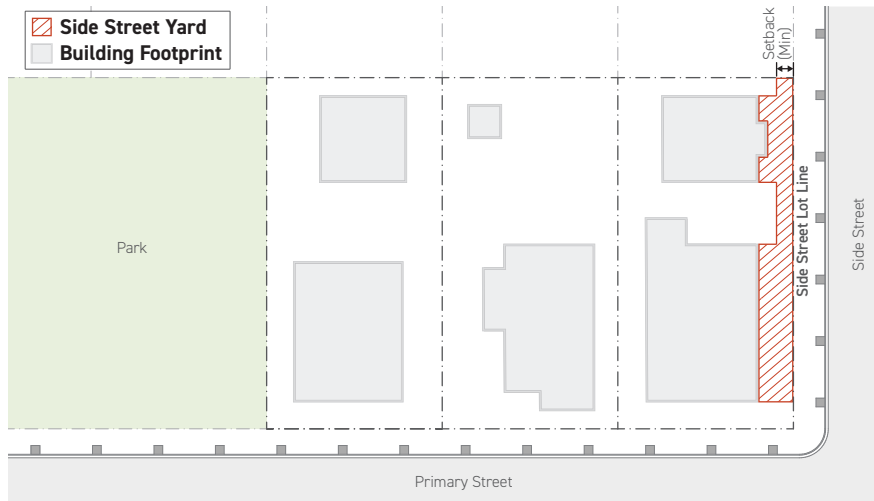 Side Street Yard
Building Footprint
Setback
(Min)
Park
Side Street Lot Line
Side Street
Primary Street